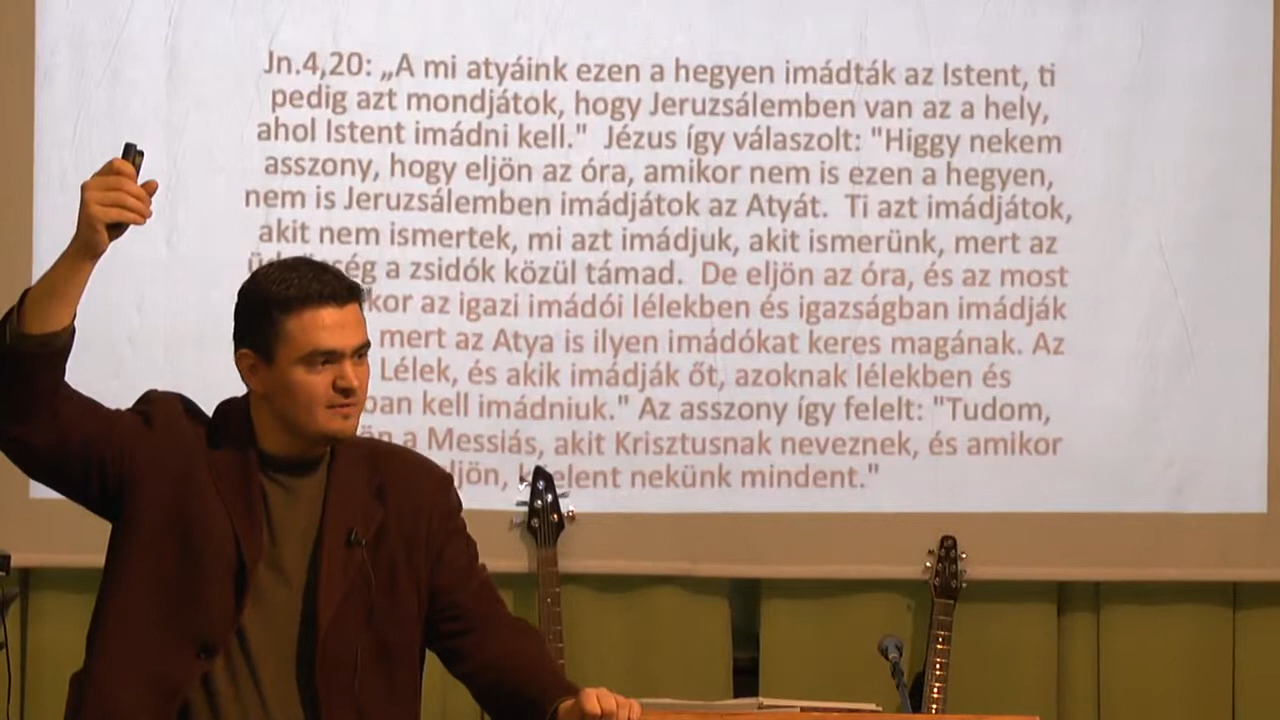 Jn.4,20: „A mi atyáink ezen a hegyen imádták az Istent, ti
pedig azt mondjátok, hogy Jeruzsálemben van az a hely,
ahol Istent imádni kell." Jézus így válaszolt: "Higgy nekem
asszony, hogy eljön az óra, amikor nem is ezen a hegyen,
nem is Jeruzsálemben imádjátok az Atyát. Ti azt imádjátok,
akit nem ismertek, mi azt imádjuk, akit ismerünk, mert az
a zsidók közül támad. De eljön az óra, és az most
az igazi imádói lélekben és igazságban imádják
mert az Atya is ilyen imádókat keres magának. Az
Lélek, és akik imádják őt, azoknak lélekben és
kell imádniuk." Az asszony így felelt: "Tudom,
a Messiás, akit Krisztusnak neveznek, és amikor
nekünk mindent."